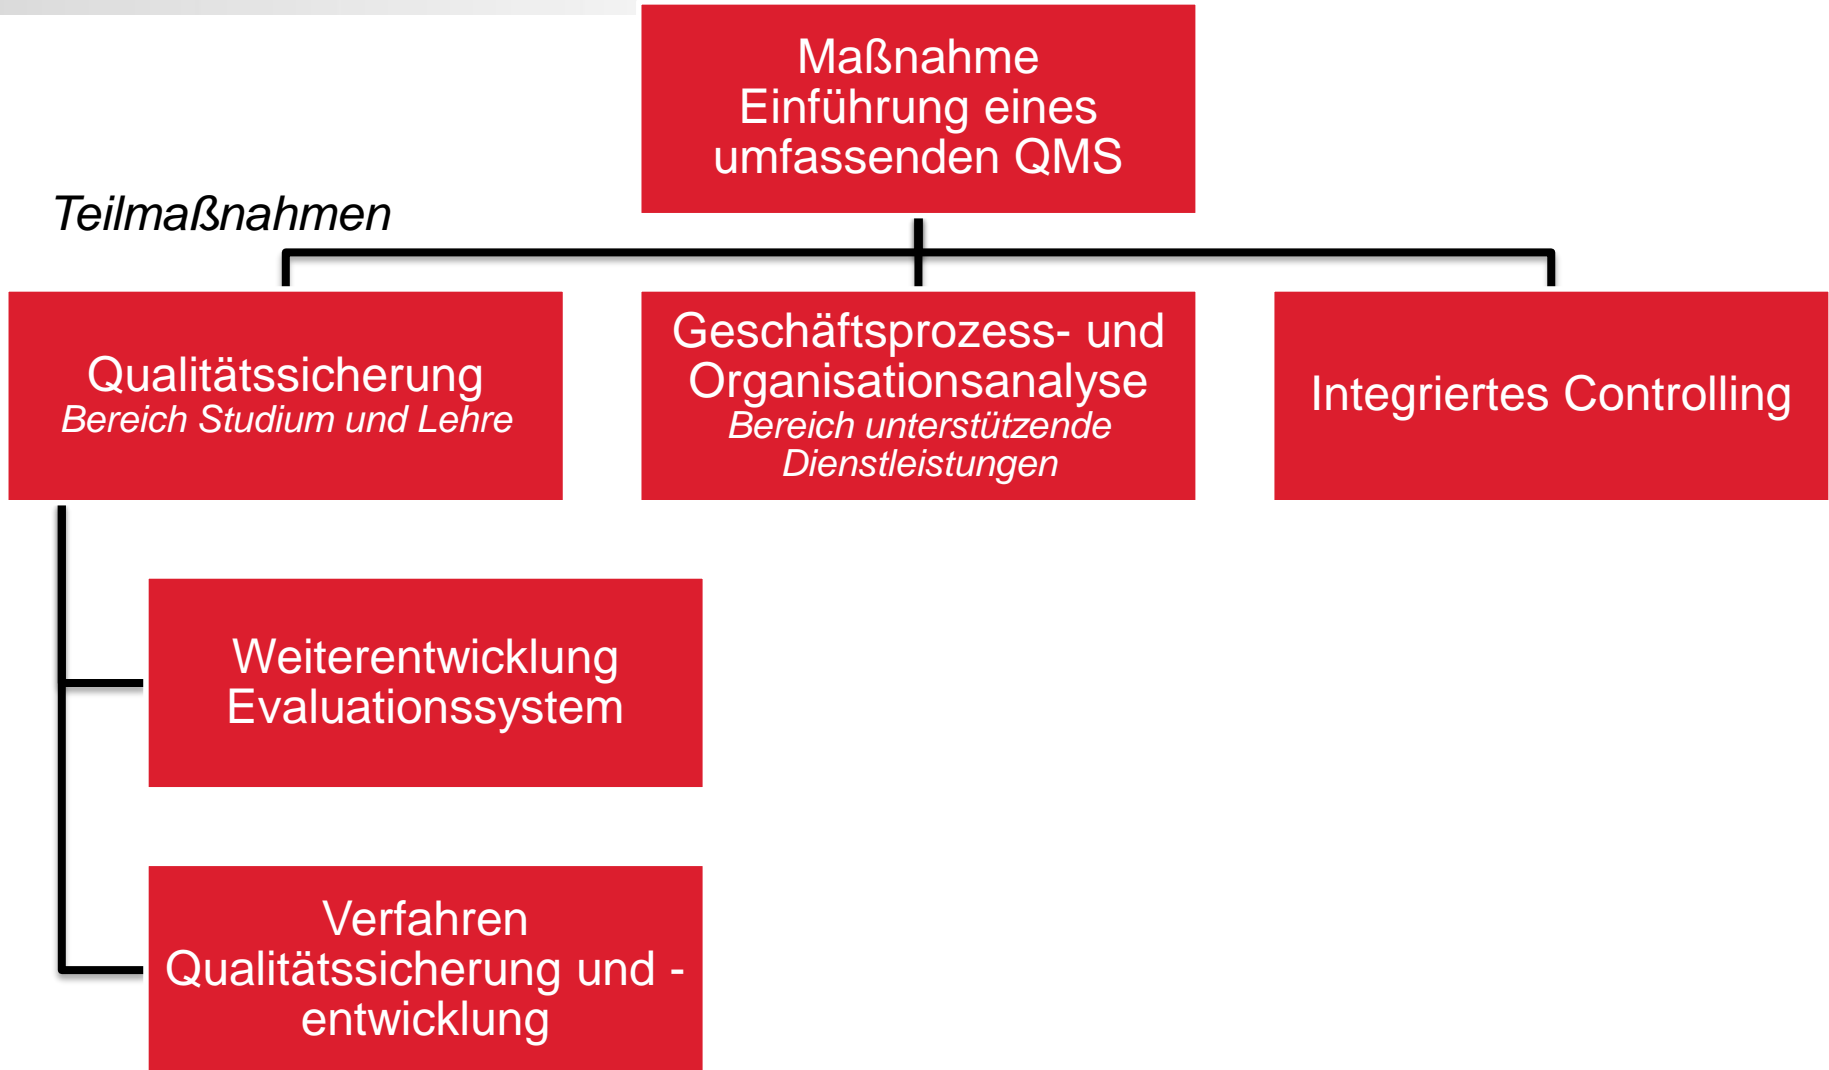 Maßnahme
Einführung eines
umfassenden QMS
Teilmaßnahmen
Qualitätssicherung
Bereich Studium und Lehre
Geschäftsprozess- und
Organisationsanalyse
Bereich unterstützende
Dienstleistungen
Integriertes Controlling
Weiterentwicklung
Evaluationssystem
Verfahren
Qualitätssicherung und -
entwicklung